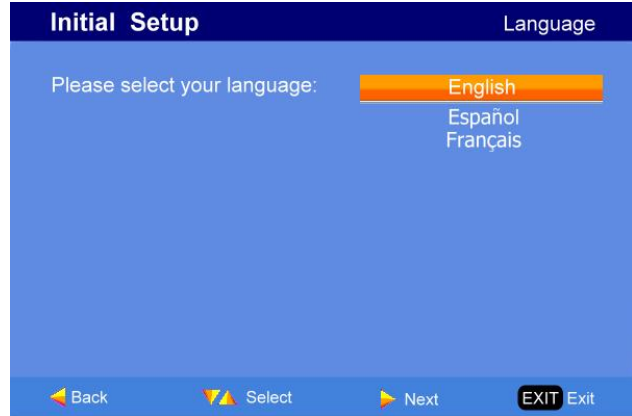 Initial Setup Language
Please select your language: English
Español
Français
Back Select Next EXIT Exit